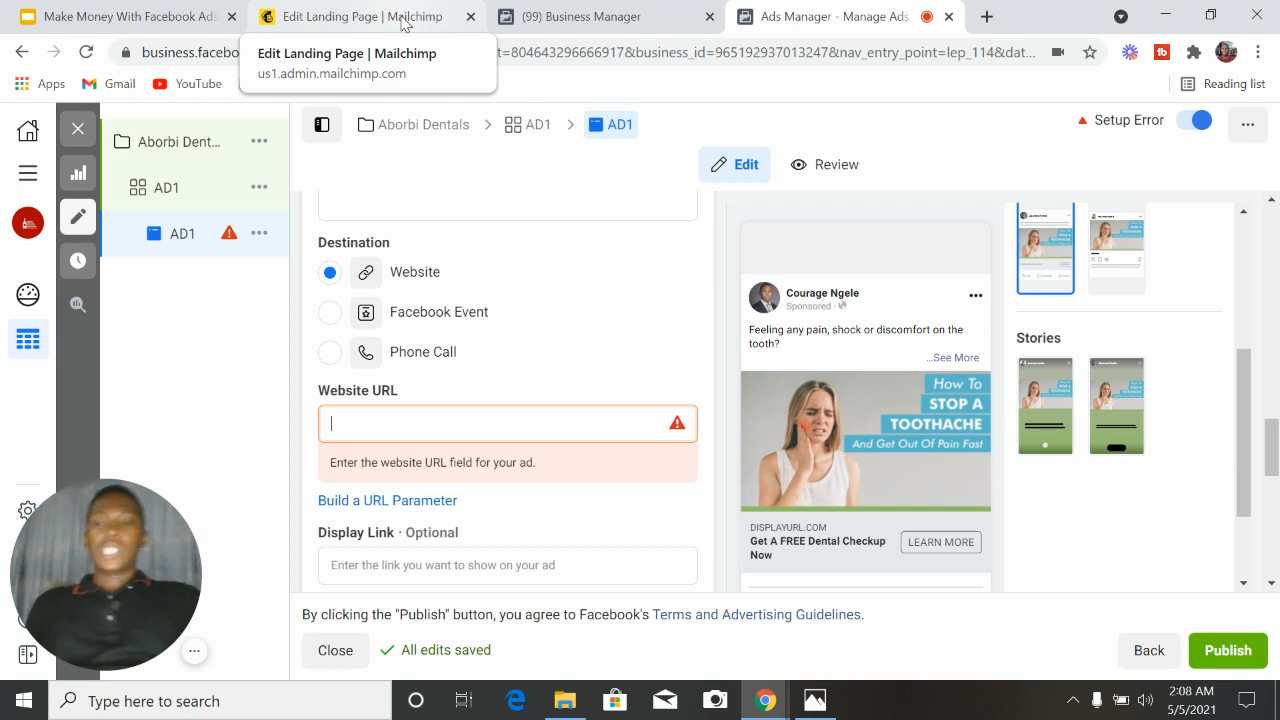 Make Money With Facebook Ads
Edit Landing Page | Mailchimp
(99) Business Manager
Ads Manager - Manage Ads
business.facebo
t=804643296666917&business_id=965192937013247&nav_entry_point=lep_114&dat...
Edit Landing Page | Mailchimp
us1.admin.mailchimp.com
Apps
Gmail
YouTube
Reading list
Aborbi Dent...
AD1
AD1
Aborbi Dentals
AD1
AD1
Setup Error
Edit
Review
Destination
Website
Facebook Event
Phone Call
Website URL
Enter the website URL field for your ad.
Build a URL Parameter
Display Link · Optional
Enter the link you want to show on your ad
Courage Ngele
Sponsored ·
Feeling any pain, shock or discomfort on the
tooth?
...See More
How To
STOP A
TOOTHACHE
And Get Out Of Pain Fast
DISPLAYURL.COM
Get A FREE Dental Checkup
Now
LEARN MORE
Stories
By clicking the "Publish" button, you agree to Facebook's Terms and Advertising Guidelines.
Close
All edits saved
Back
Publish
Type here to search
2:08 AM
5/5/2021